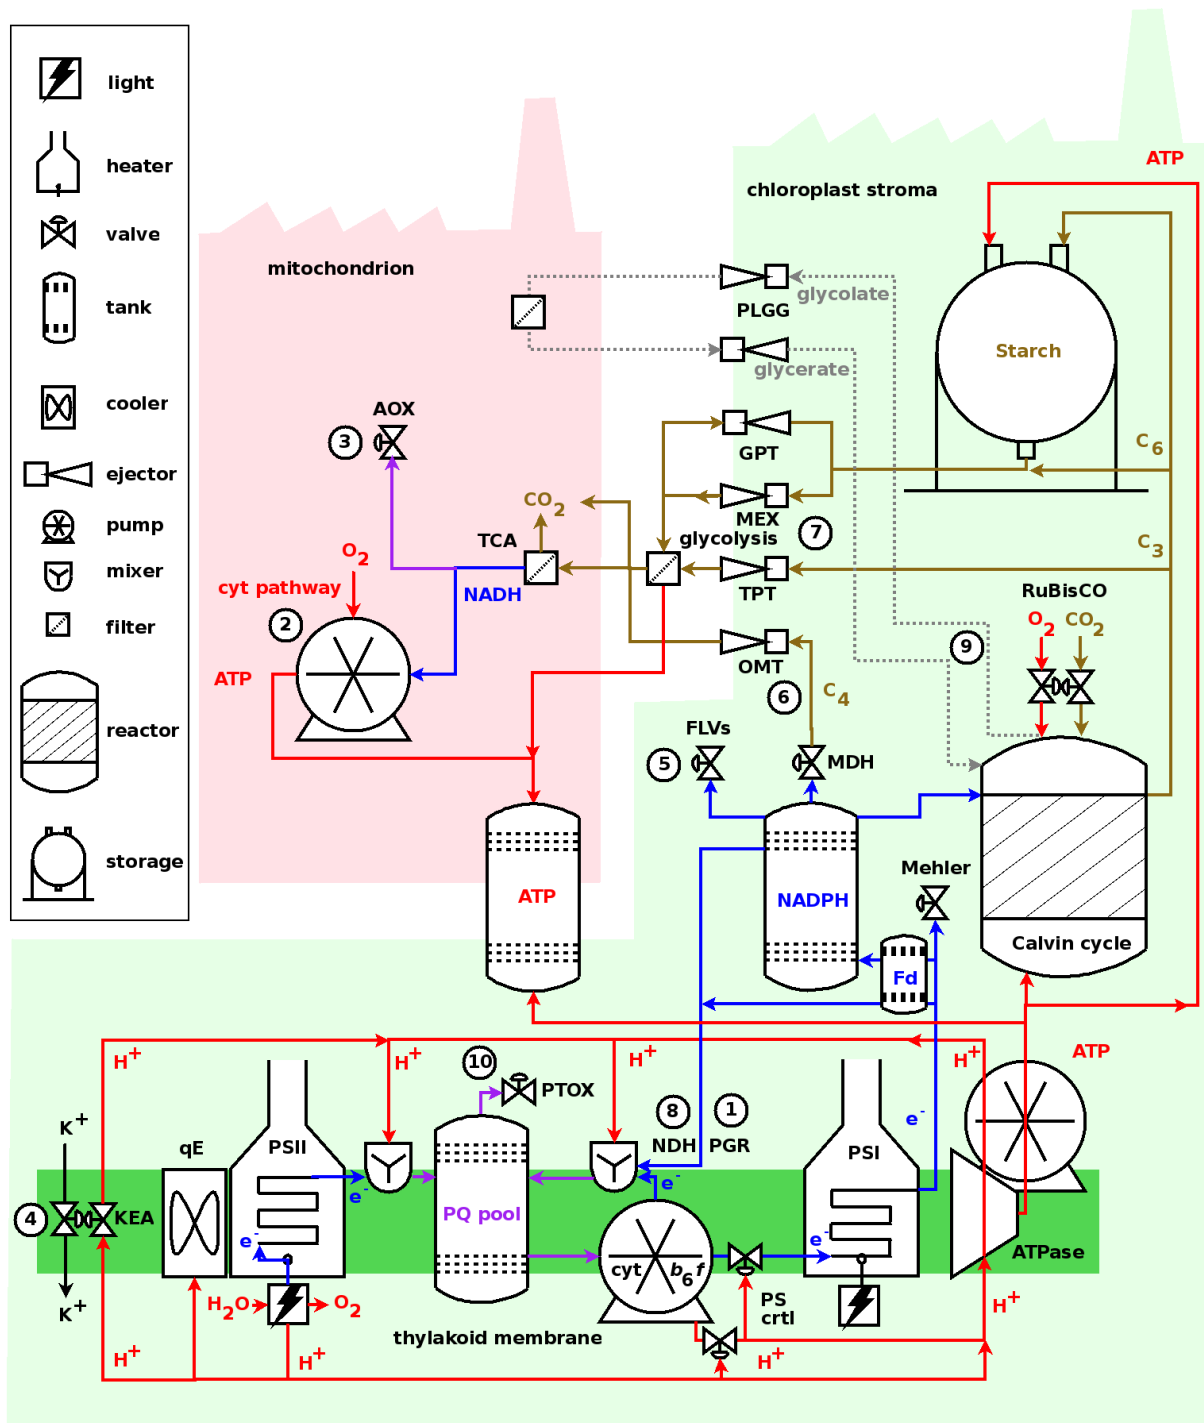 light
heater
valve
tank
cooler
ejector
pump
mixer
filter
reactor
storage
ATP
chloroplast stroma
mitochondrion
glycolate
PLGG
glycerate
Starch
AOX
3
GPT
C6
CO2
MEX
7
TCA
glycolysis
C3
O2
cyt pathway
NADH
TPT
RuBisCO
2
O2
CO2
9
OMT
ATP
6
C4
FLVs
5
MDH
Mehler
ATP
NADPH
Calvin cycle
Fd
H+
H+
H+
H+
10
ATP
PTOX
8
1
K+
e-
qE
PSII
NDH
PGR
PSI
e-
e-
PQ pool
4
KEA
e-
e-
ATPase
cyt b6f
H2O
O2
PS
crtl
H+
K+
thylakoid membrane
H+
H+
H+